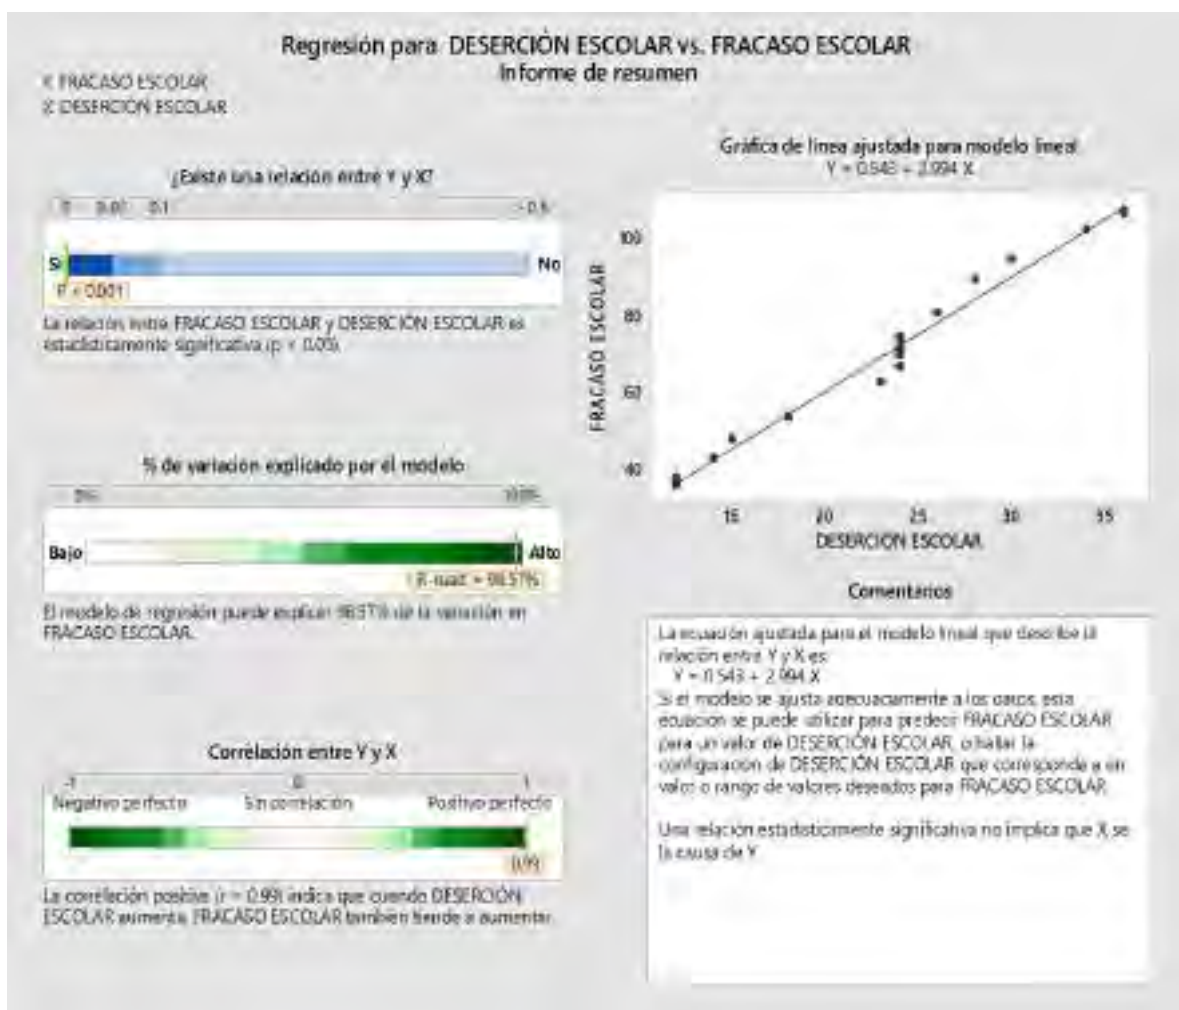 Regresión para DESERCIÓN ESCOLAR vs. FRACASO ESCOLAR
Informe de resumen
Y: FRACASO ESCOLAR
X: DESERCIÓN ESCOLAR
¿Existe una relación entre Y y X?
0 0.01 0.1 > 0.5
Sí No
P < 0.001
La relación entre FRACASO ESCOLAR y DESERCIÓN ESCOLAR es
estadísticamente significativa (p < 0.05).
% de variación explicado por el modelo
0% 100%
Bajo Alto
R-cuad. = 98.57%
El modelo de regresión puede explicar 98.57% de la variación en
FRACASO ESCOLAR.
Correlación entre Y y X
-1 0 1
Negativo perfecto Sin correlación Positivo perfecto
0.99
La correlación positiva (r = 0.99) indica que cuando DESERCIÓN
ESCOLAR aumenta, FRACASO ESCOLAR también tiende a aumentar.
Gráfica de línea ajustada para modelo lineal
Y = 0.543 + 2.994 X
FRACASO ESCOLAR
100
80
60
40
15 20 25 30 35
DESERCIÓN ESCOLAR
Comentarios
La ecuación ajustada para el modelo lineal que describe la
relación entre Y y X es:
Y = 0.543 + 2.994 X
Si el modelo se ajusta adecuadamente a los datos, esta
ecuación se puede utilizar para predecir FRACASO ESCOLAR
para un valor de DESERCIÓN ESCOLAR, o hallar la
configuración de DESERCIÓN ESCOLAR que corresponda a un
valor o rango de valores deseados para FRACASO ESCOLAR.
Una relación estadísticamente significativa no implica que X se
la causa de Y.